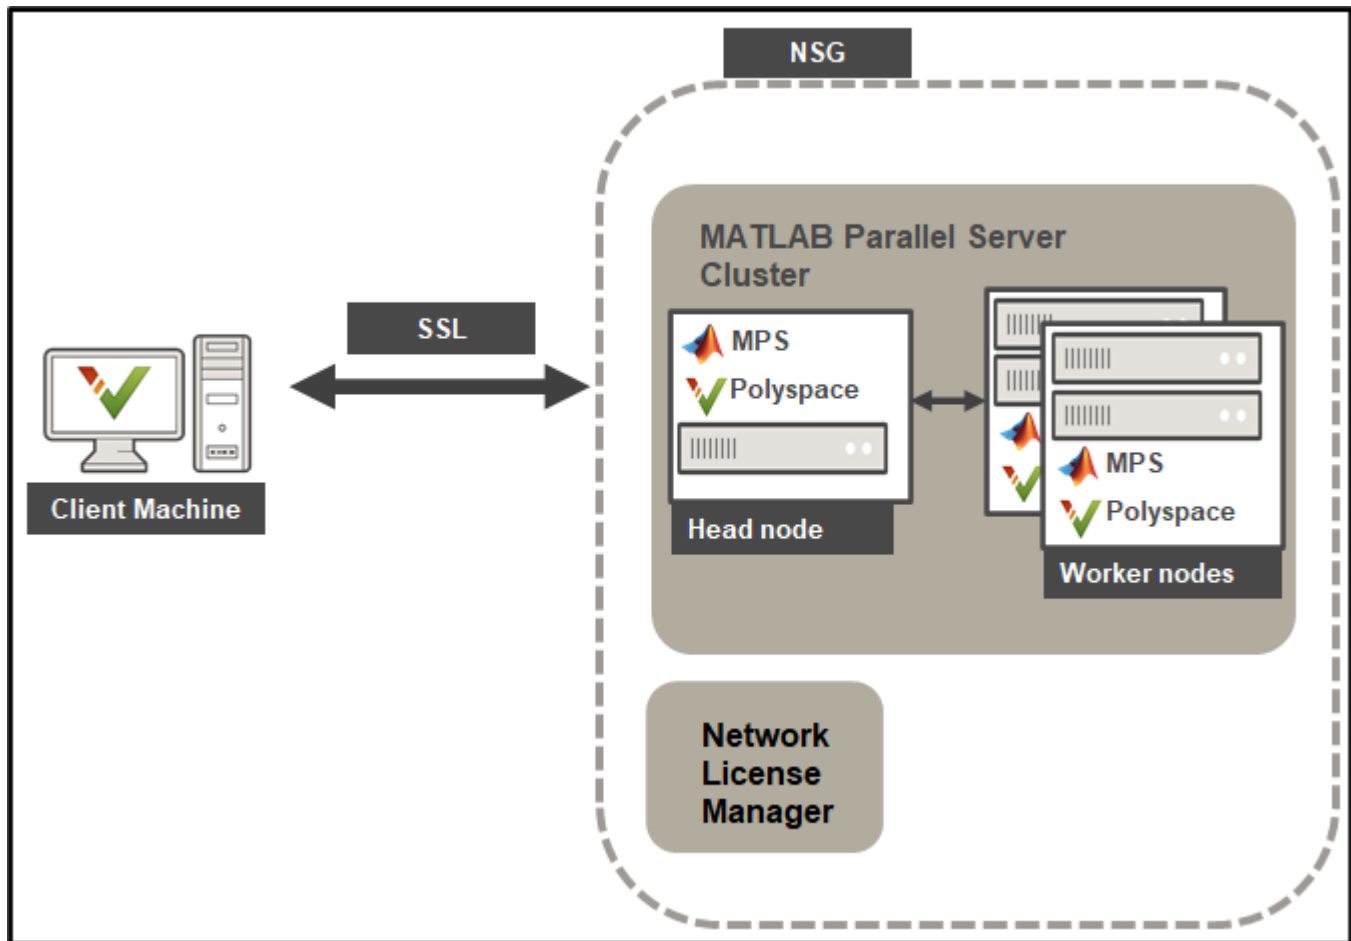 NSG
MATLAB Parallel Server
Cluster
SSL
MPS
Polyspace
MPS
Polyspace
Client Machine
Head node
Worker nodes
Network
License
Manager